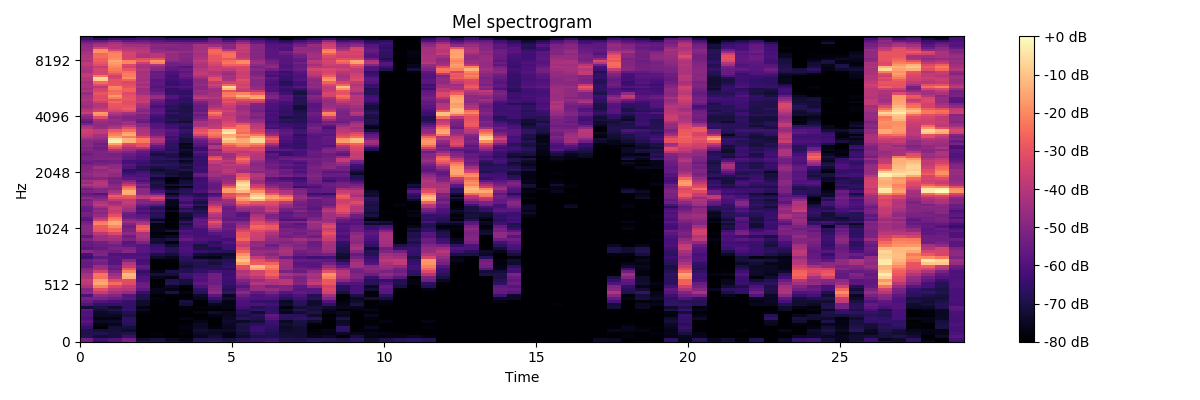 Mel spectrogram
8192
4096
2048
1024
512
0
Hz
0 5 10 15 20 25
Time
+0 dB
-10 dB
-20 dB
-30 dB
-40 dB
-50 dB
-60 dB
-70 dB
-80 dB